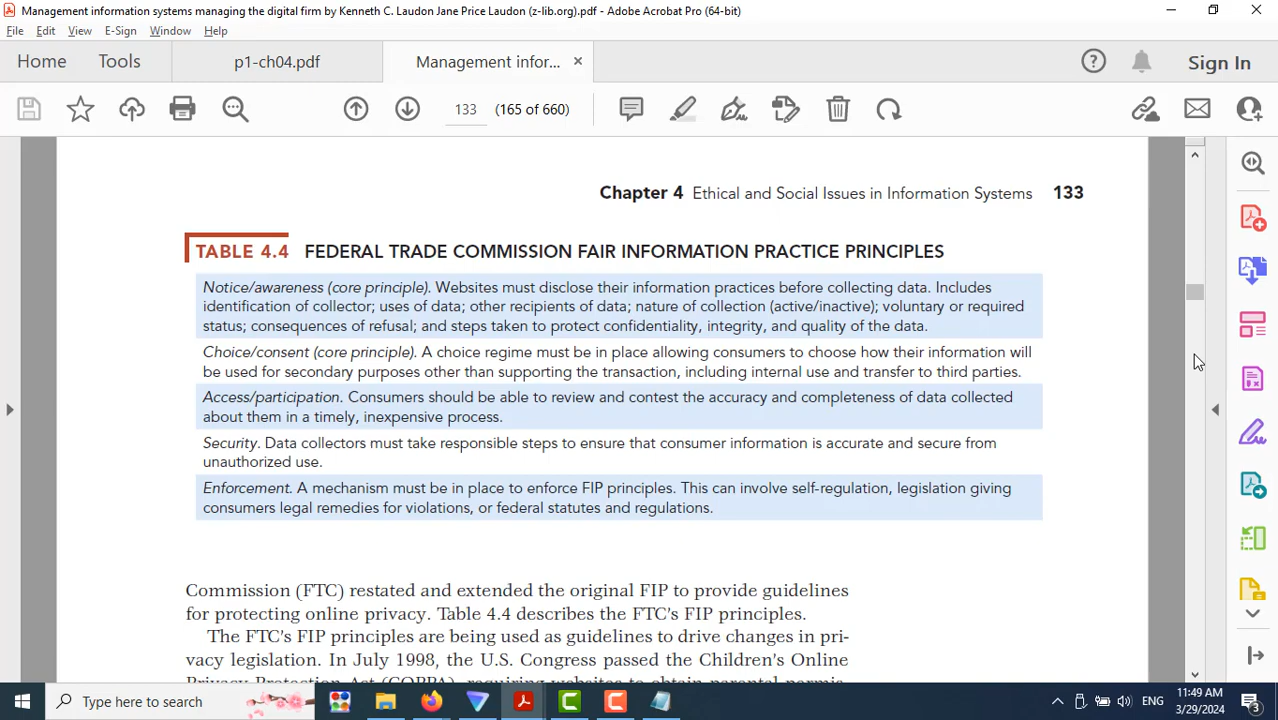 Management information systems managing the digital firm by Kenneth C. Laudon Jane Price Laudon (z-lib.org).pdf - Adobe Acrobat Pro (64-bit)
File Edit View E-Sign Window Help
Home Tools p1-ch04.pdf Management infor... ×
Sign In
133 (165 of 660)
Chapter 4 Ethical and Social Issues in Information Systems 133
TABLE 4.4 FEDERAL TRADE COMMISSION FAIR INFORMATION PRACTICE PRINCIPLES
Notice/awareness (core principle). Websites must disclose their information practices before collecting data. Includes
identification of collector; uses of data; other recipients of data; nature of collection (active/inactive); voluntary or required
status; consequences of refusal; and steps taken to protect confidentiality, integrity, and quality of the data.
Choice/consent (core principle). A choice regime must be in place allowing consumers to choose how their information will
be used for secondary purposes other than supporting the transaction, including internal use and transfer to third parties.
Access/participation. Consumers should be able to review and contest the accuracy and completeness of data collected
about them in a timely, inexpensive process.
Security. Data collectors must take responsible steps to ensure that consumer information is accurate and secure from
unauthorized use.
Enforcement. A mechanism must be in place to enforce FIP principles. This can involve self-regulation, legislation giving
consumers legal remedies for violations, or federal statutes and regulations.
Commission (FTC) restated and extended the original FIP to provide guidelines
for protecting online privacy. Table 4.4 describes the FTC's FIP principles.
The FTC's FIP principles are being used as guidelines to drive changes in pri-
vacy legislation. In July 1998, the U.S. Congress passed the Children's Online
Privacy Protection Act (COPPA), requiring websites to obtain parental permis-
Type here to search
ENG
11:49 AM
3/29/2024
3